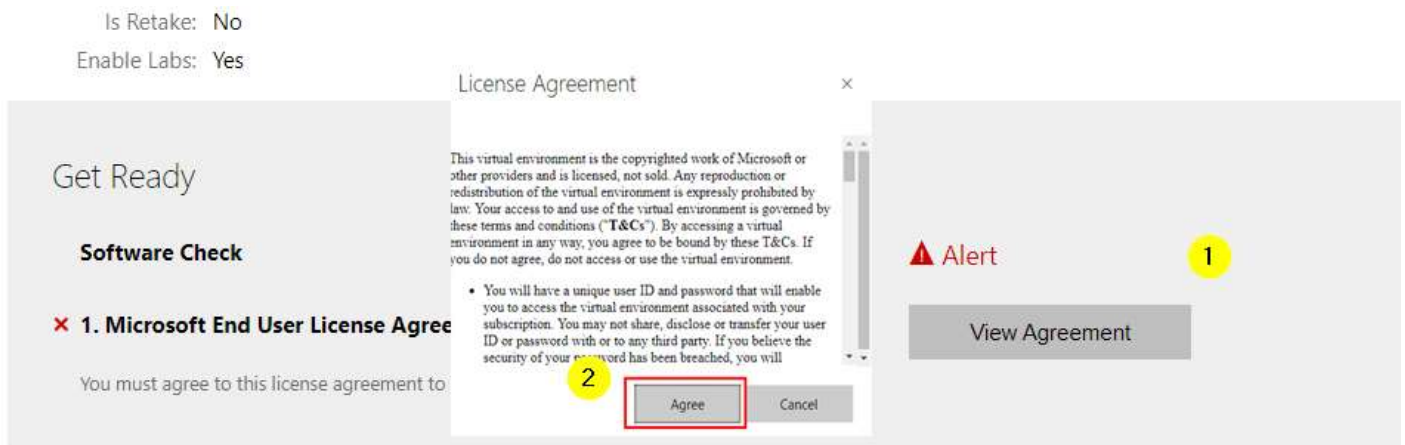 Is Retake: No
Enable Labs: Yes
License Agreement ×
This virtual environment is the copyrighted work of Microsoft or
other providers and is licensed, not sold. Any reproduction or
redistribution of the virtual environment is expressly prohibited by
law. Your access to and use of the virtual environment is governed by
these terms and conditions ("T&Cs"). By accessing a virtual
environment in any way, you agree to be bound by these T&Cs. If
you do not agree, do not access or use the virtual environment.
• You will have a unique user ID and password that will enable
you to access the virtual environment associated with your
subscription. You may not share, disclose or transfer your user
ID or password with or to any third party. If you believe the
security of your password has been breached, you will
2
Agree Cancel
Get Ready
Software Check
× 1. Microsoft End User License Agree
You must agree to this license agreement to
Alert 1
View Agreement